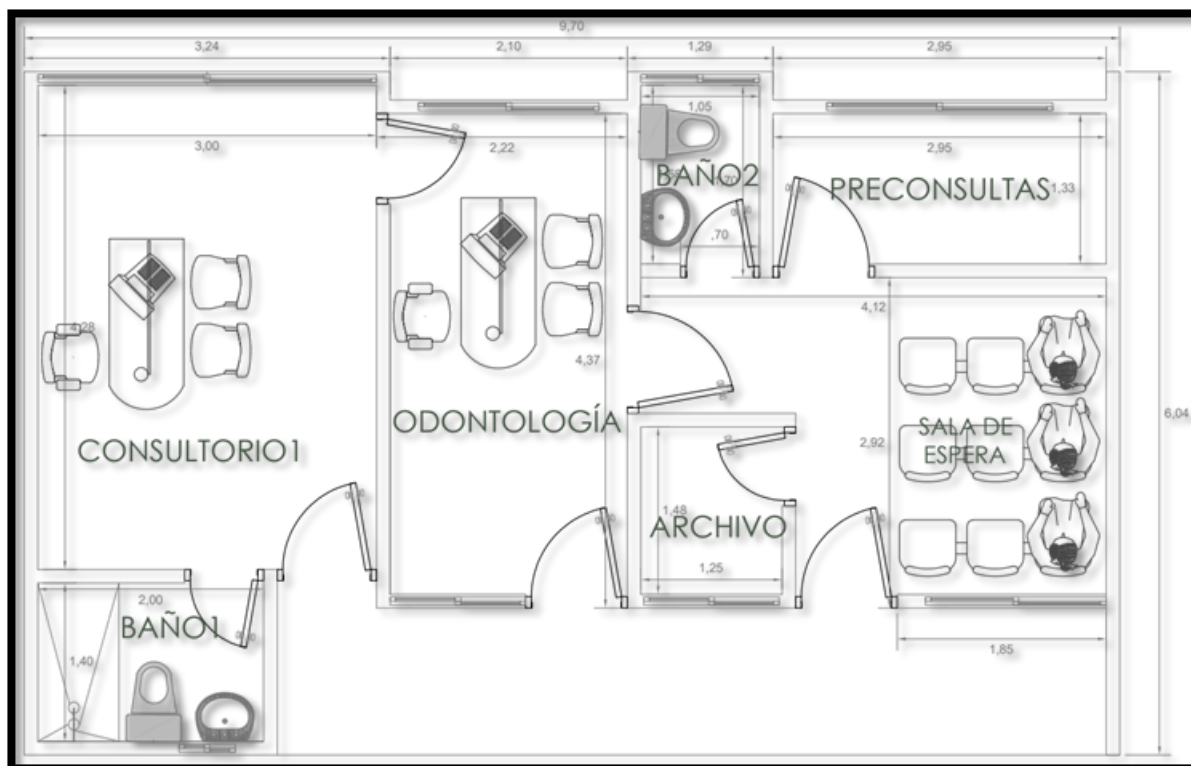 9,70
3,24
2,10
1,29
2,95
1,05
3,00
2,22
2,95
BAÑO2
PRECONSULTAS
1,33
,70
4,12
4,28
4,37
6,04
ODONTOLOGÍA
CONSULTORIO1
2,92
SALA DE
ESPERA
1,48
ARCHIVO
1,25
2,00
BAÑO1
1,40
1,85